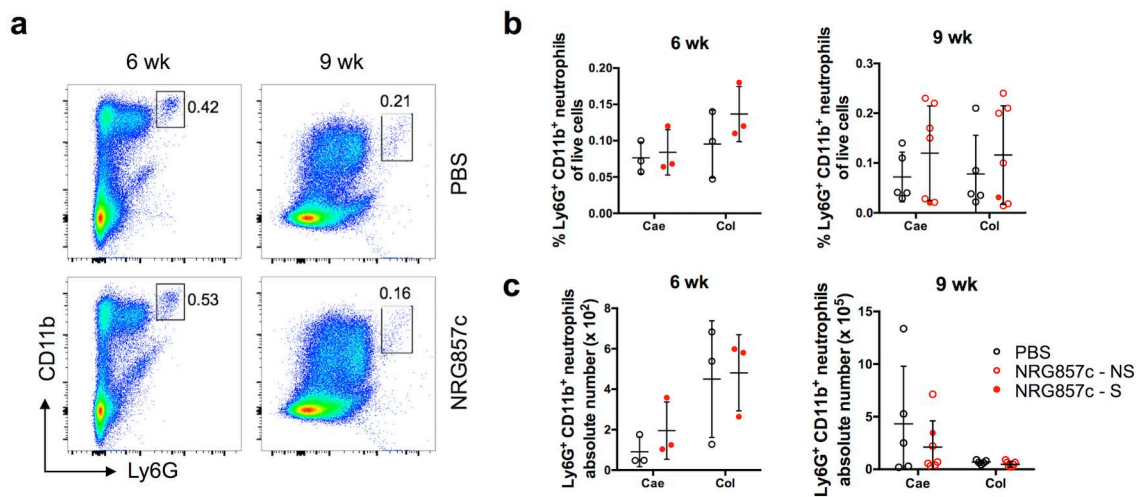 a
6 wk
9 wk
0.42
0.21
PBS
0.53
0.16
NRG857c
CD11b
Ly6G
b
6 wk
% Ly6G⁺ CD11b⁺ neutrophils
of live cells
0.20
0.15
0.10
0.05
0.00
Cae Col
9 wk
% Ly6G⁺ CD11b⁺ neutrophils
of live cells
0.3
0.2
0.1
0.0
Cae Col
c
6 wk
Ly6G⁺ CD11b⁺ neutrophils
absolute number (x 10²)
8
6
4
2
0
Cae Col
9 wk
Ly6G⁺ CD11b⁺ neutrophils
absolute number (x 10⁵)
15
10
5
0
Cae Col
PBS
NRG857c - NS
NRG857c - S